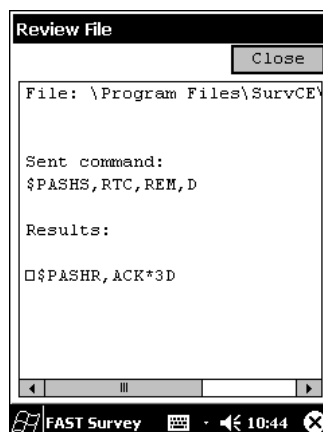 Review File
Close
File: \Program Files\SurvCE\
Sent command:
$PASHS,RTC,REM,D
Results:
□$PASHR,ACK*3D
FAST Survey 10:44